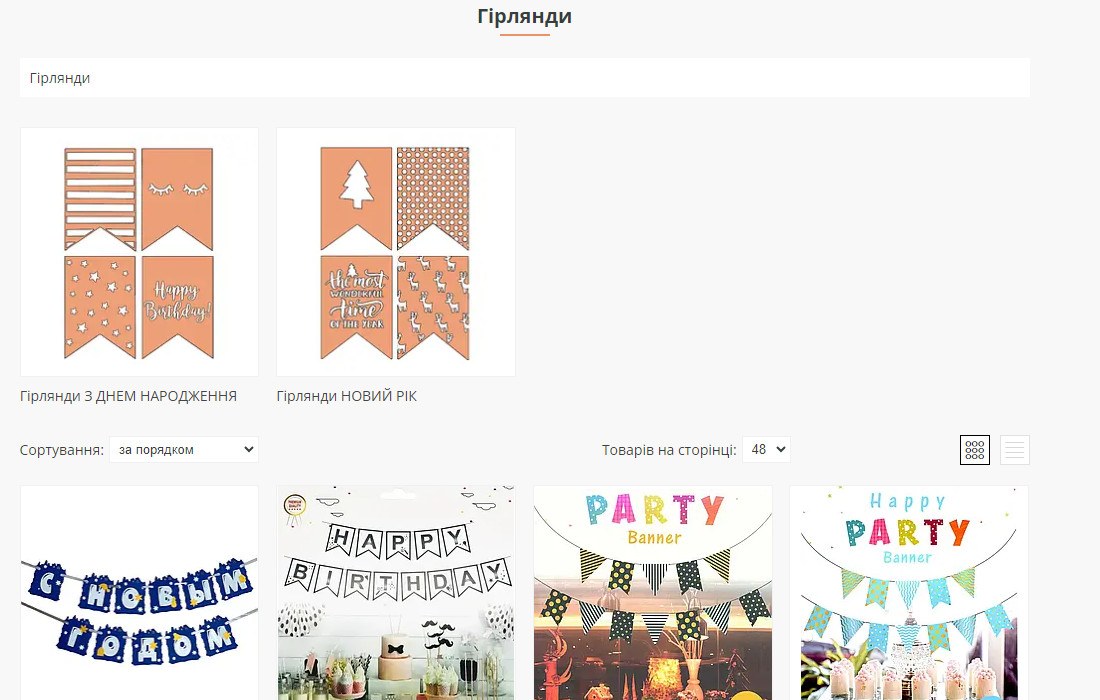 Гірлянди
Гірлянди
Happy
Birthday!
the most
WONDERFUL
time
OF THE YEAR
Гірлянди З ДНЕМ НАРОДЖЕННЯ
Гірлянди НОВИЙ РІК
Сортування: за порядком
Товарів на сторінці: 48
С НОВЫМ
ГОДОМ
HAPPY
BIRTHDAY
PARTY
Banner
Happy
PARTY
Banner